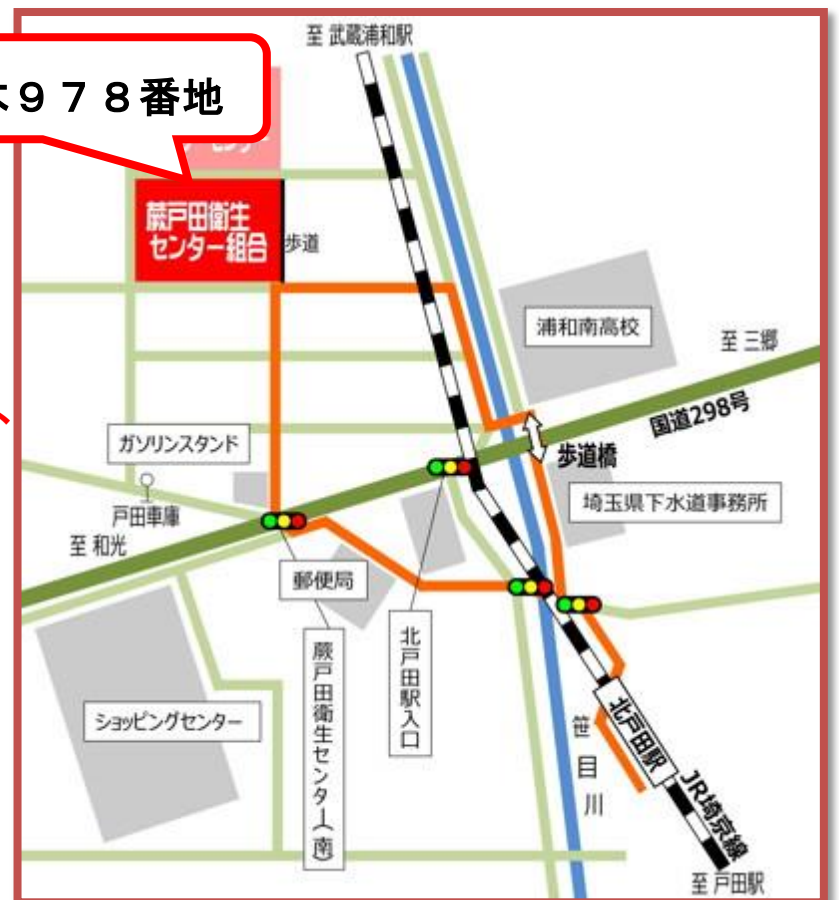 至 武蔵浦和駅
木９７８番地
センター
蕨戸田衛生
センター組合
歩道
浦和南高校
至 三郷
国道298号
ガソリンスタンド
歩道橋
戸田車庫
埼玉県下水道事務所
至 和光
郵便局
北戸田駅入口
蕨戸田衛生センター(南)
ショッピングセンター
北戸田駅
笹目川
JR埼京線
至 戸田駅